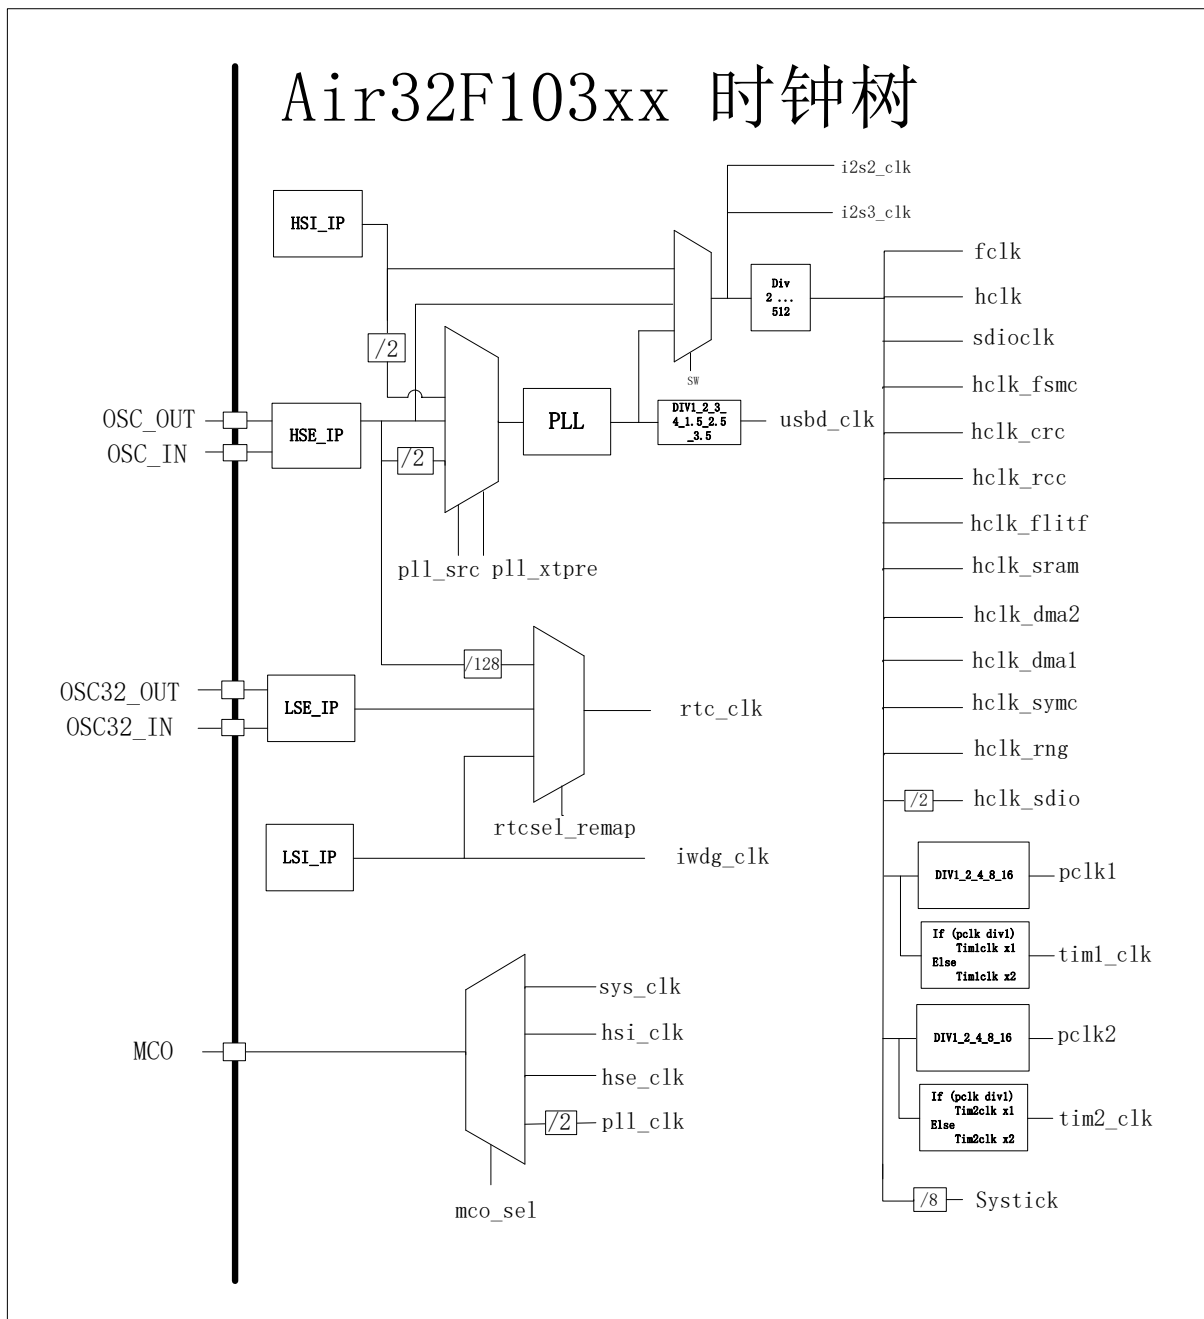 Air32F103xx 时钟树
i2s2_clk
i2s3_clk
HSI_IP
fclk
Div
2 ...
512
hclk
sdioclk
/2
SW
hclk_fsmc
OSC_OUT
OSC_IN
HSE_IP
/2
PLL
DIV1_2_3_
4_1.5_2.5
_3.5
usbd_clk
hclk_crc
hclk_rcc
hclk_flitf
pll_src
pll_xtpre
hclk_sram
hclk_dma2
/128
hclk_dma1
OSC32_OUT
OSC32_IN
LSE_IP
rtc_clk
hclk_symc
hclk_rng
/2
hclk_sdio
rtcsel_remap
LSI_IP
iwdg_clk
DIV1_2_4_8_16
pclk1
If (pclk div1)
Tim1clk x1
Else
Tim1clk x2
tim1_clk
sys_clk
hsi_clk
MCO
hse_clk
/2
pll_clk
mco_sel
DIV1_2_4_8_16
pclk2
If (pclk div1)
Tim2clk x1
Else
Tim2clk x2
tim2_clk
/8
Systick